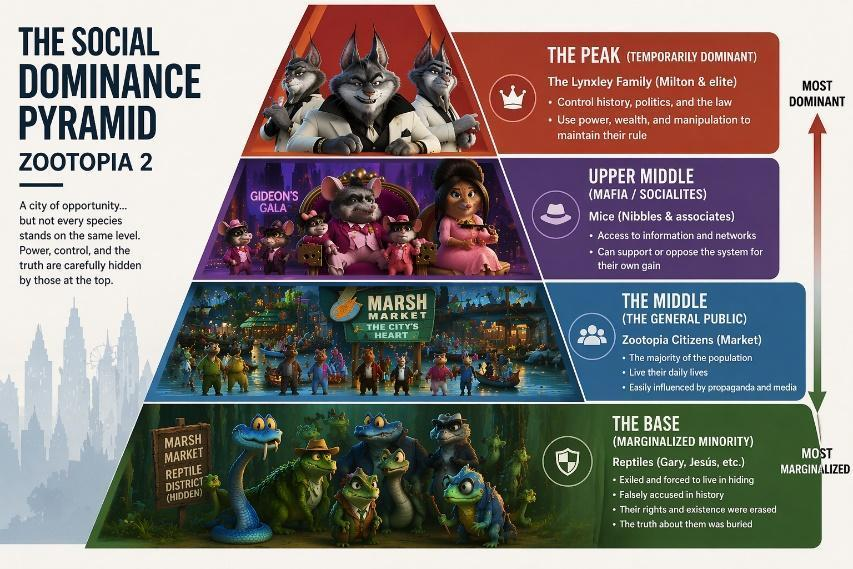 THE SOCIAL
DOMINANCE
PYRAMID
ZOOTOPIA 2
A city of opportunity...
but not every species
stands on the same level.
Power, control, and the
truth are carefully hidden
by those at the top.
THE PEAK (TEMPORARILY DOMINANT)
The Lynxley Family (Milton & elite)
• Control history, politics, and the law
• Use power, wealth, and manipulation to
maintain their rule
MOST
DOMINANT
GIDEON'S
GALA
UPPER MIDDLE
(MAFIA / SOCIALITES)
Mice (Nibbles & associates)
• Access to information and networks
• Can support or oppose the system for
their own gain
MARSH
MARKET
THE CITY'S
HEART
THE MIDDLE
(THE GENERAL PUBLIC)
Zootopia Citizens (Market)
• The majority of the population
• Live their daily lives
• Easily influenced by propaganda and media
MARSH
MARKET
REPTILE
DISTRICT
(HIDDEN)
THE BASE
(MARGINALIZED MINORITY)
Reptiles (Gary, Jesús, etc.)
• Exiled and forced to live in hiding
• Falsely accused in history
• Their rights and existence were erased
• The truth about them was buried
MOST
MARGINALIZED